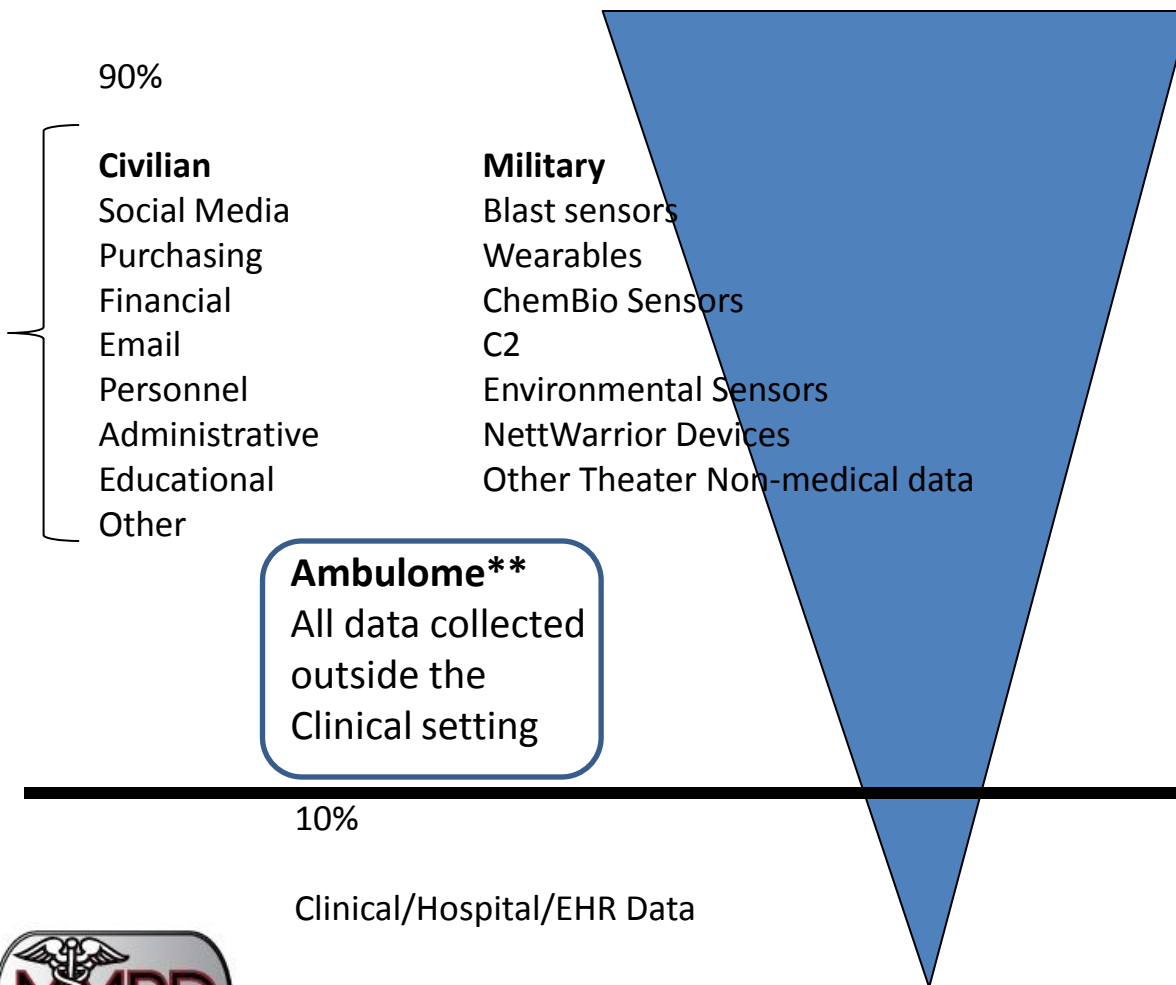 90%
Civilian
Social Media
Purchasing
Financial
Email
Personnel
Administrative
Educational
Other
Military
Blast sensors
Wearables
ChemBio Sensors
C2
Environmental Sensors
NettWarrior Devices
Other Theater Non-medical data
Ambulome**
All data collected
outside the
Clinical setting
10%
Clinical/Hospital/EHR Data